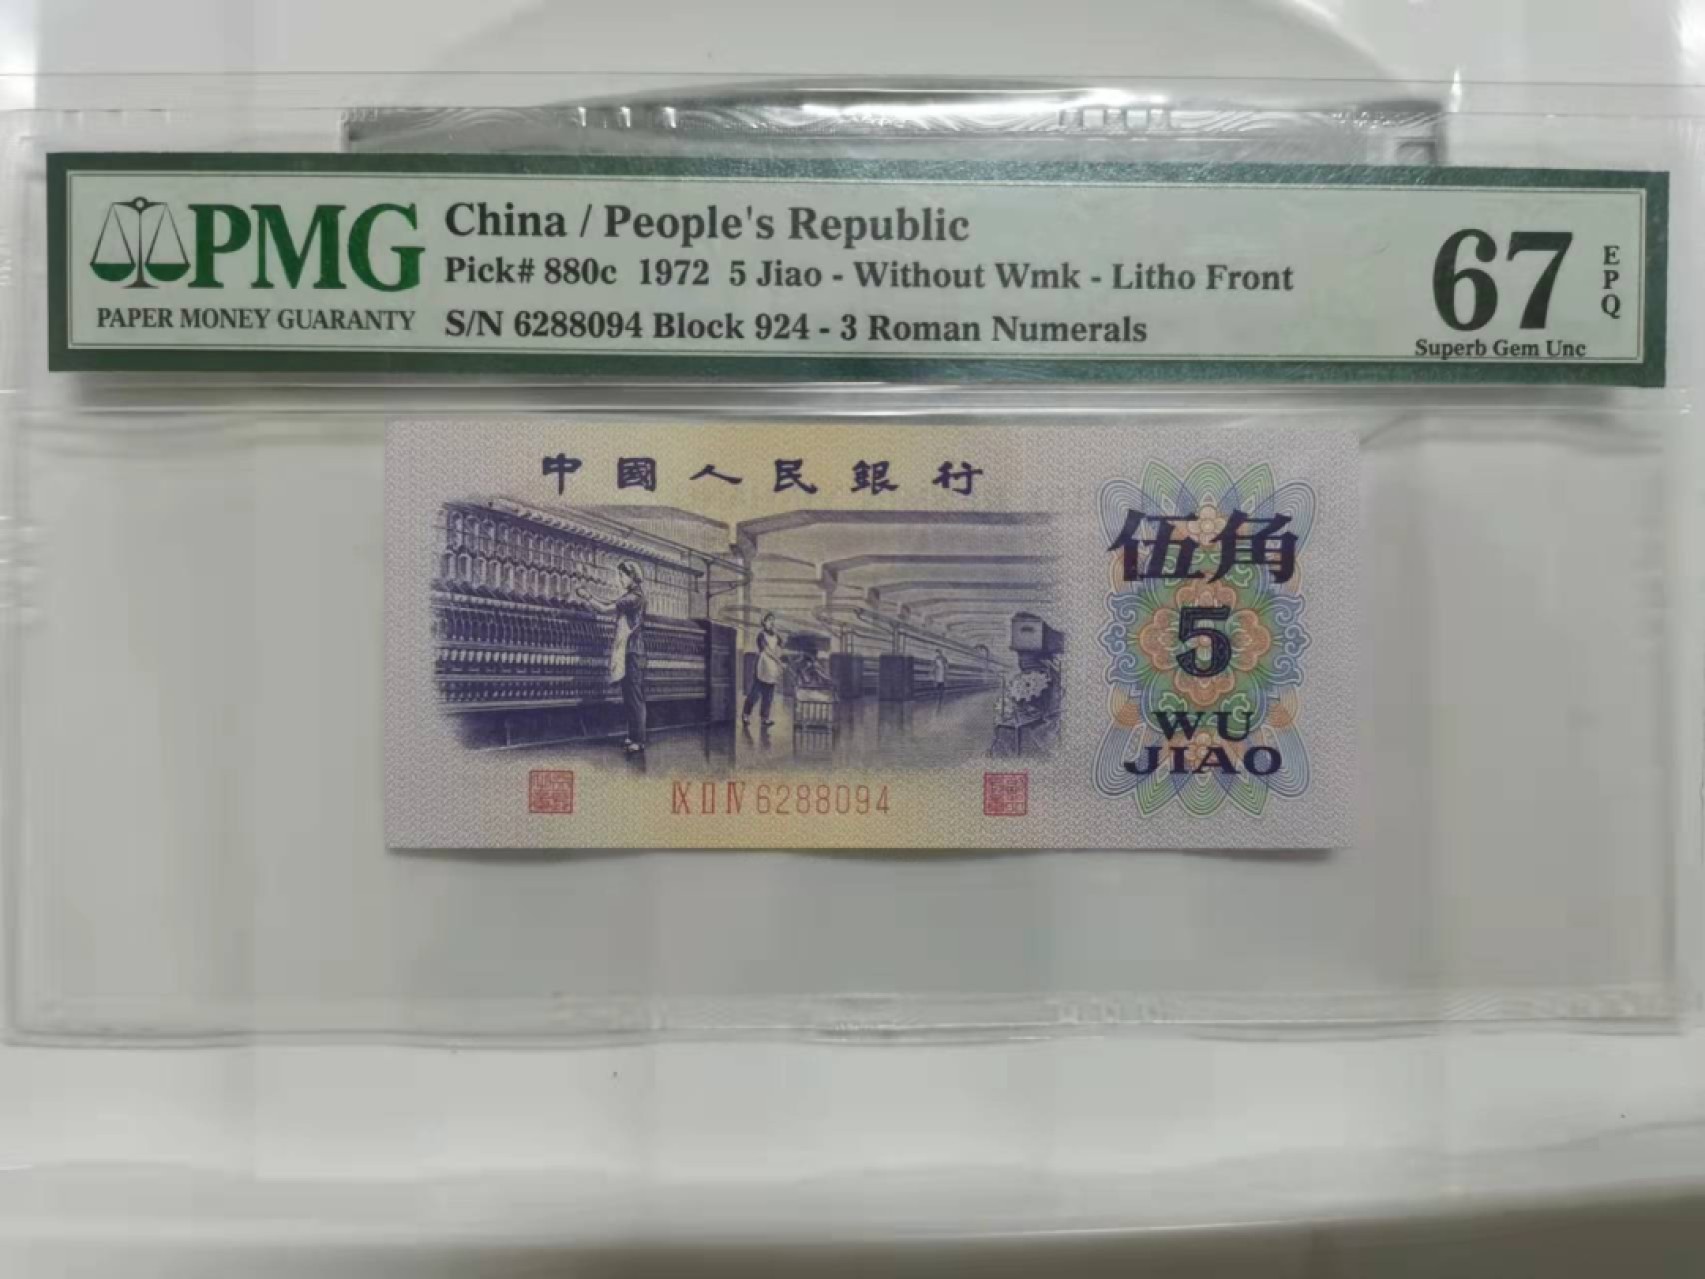 PMG
PAPER MONEY GUARANTY
China / People's Republic
Pick# 880c 1972 5 Jiao - Without Wmk - Litho Front
S/N 6288094 Block 924 - 3 Roman Numerals
67
EPQ
Superb Gem Unc
中國人民銀行
伍角
5
WU
JIAO
IX II IV 6288094